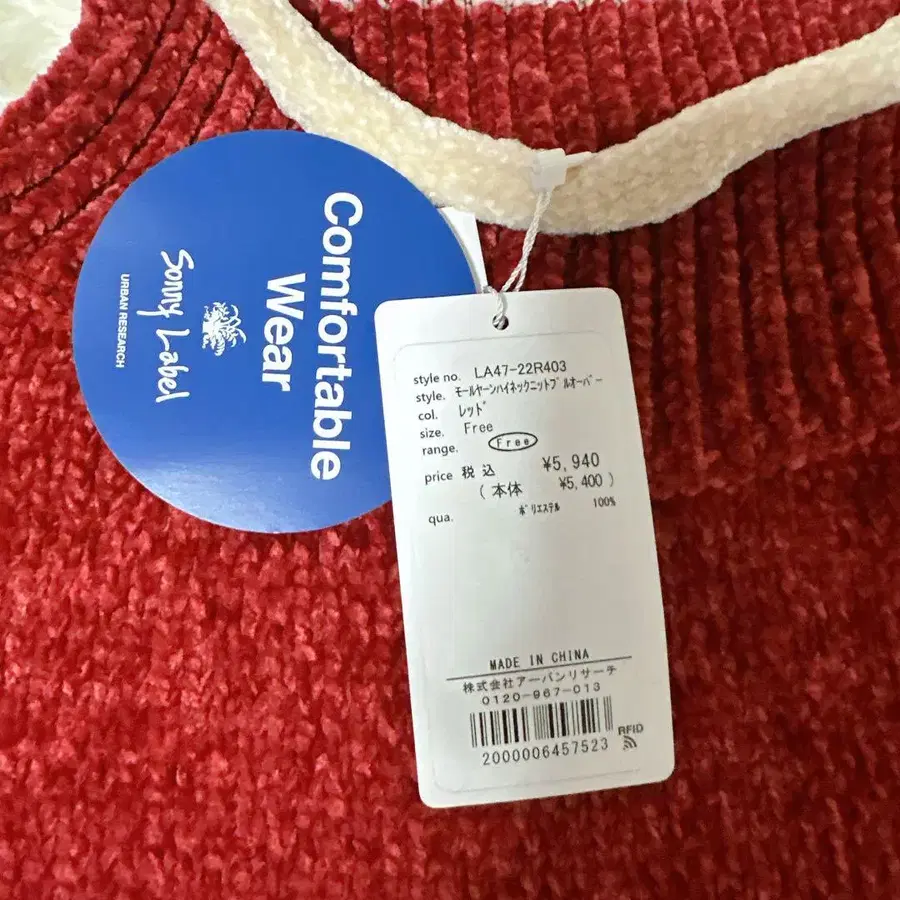 Comfortable
Wear
Sonny Label
URBAN RESEARCH
style no. LA47-22R403
style. モールヤーンハイネックニットプルオーバー
col. レッド
size. Free
range. Free
price 税込 ¥5,940
(本体 ¥5,400)
qua. ポリエステル 100%
MADE IN CHINA
株式会社アーバンリサーチ
0120-967-013
2000006457523
RFID